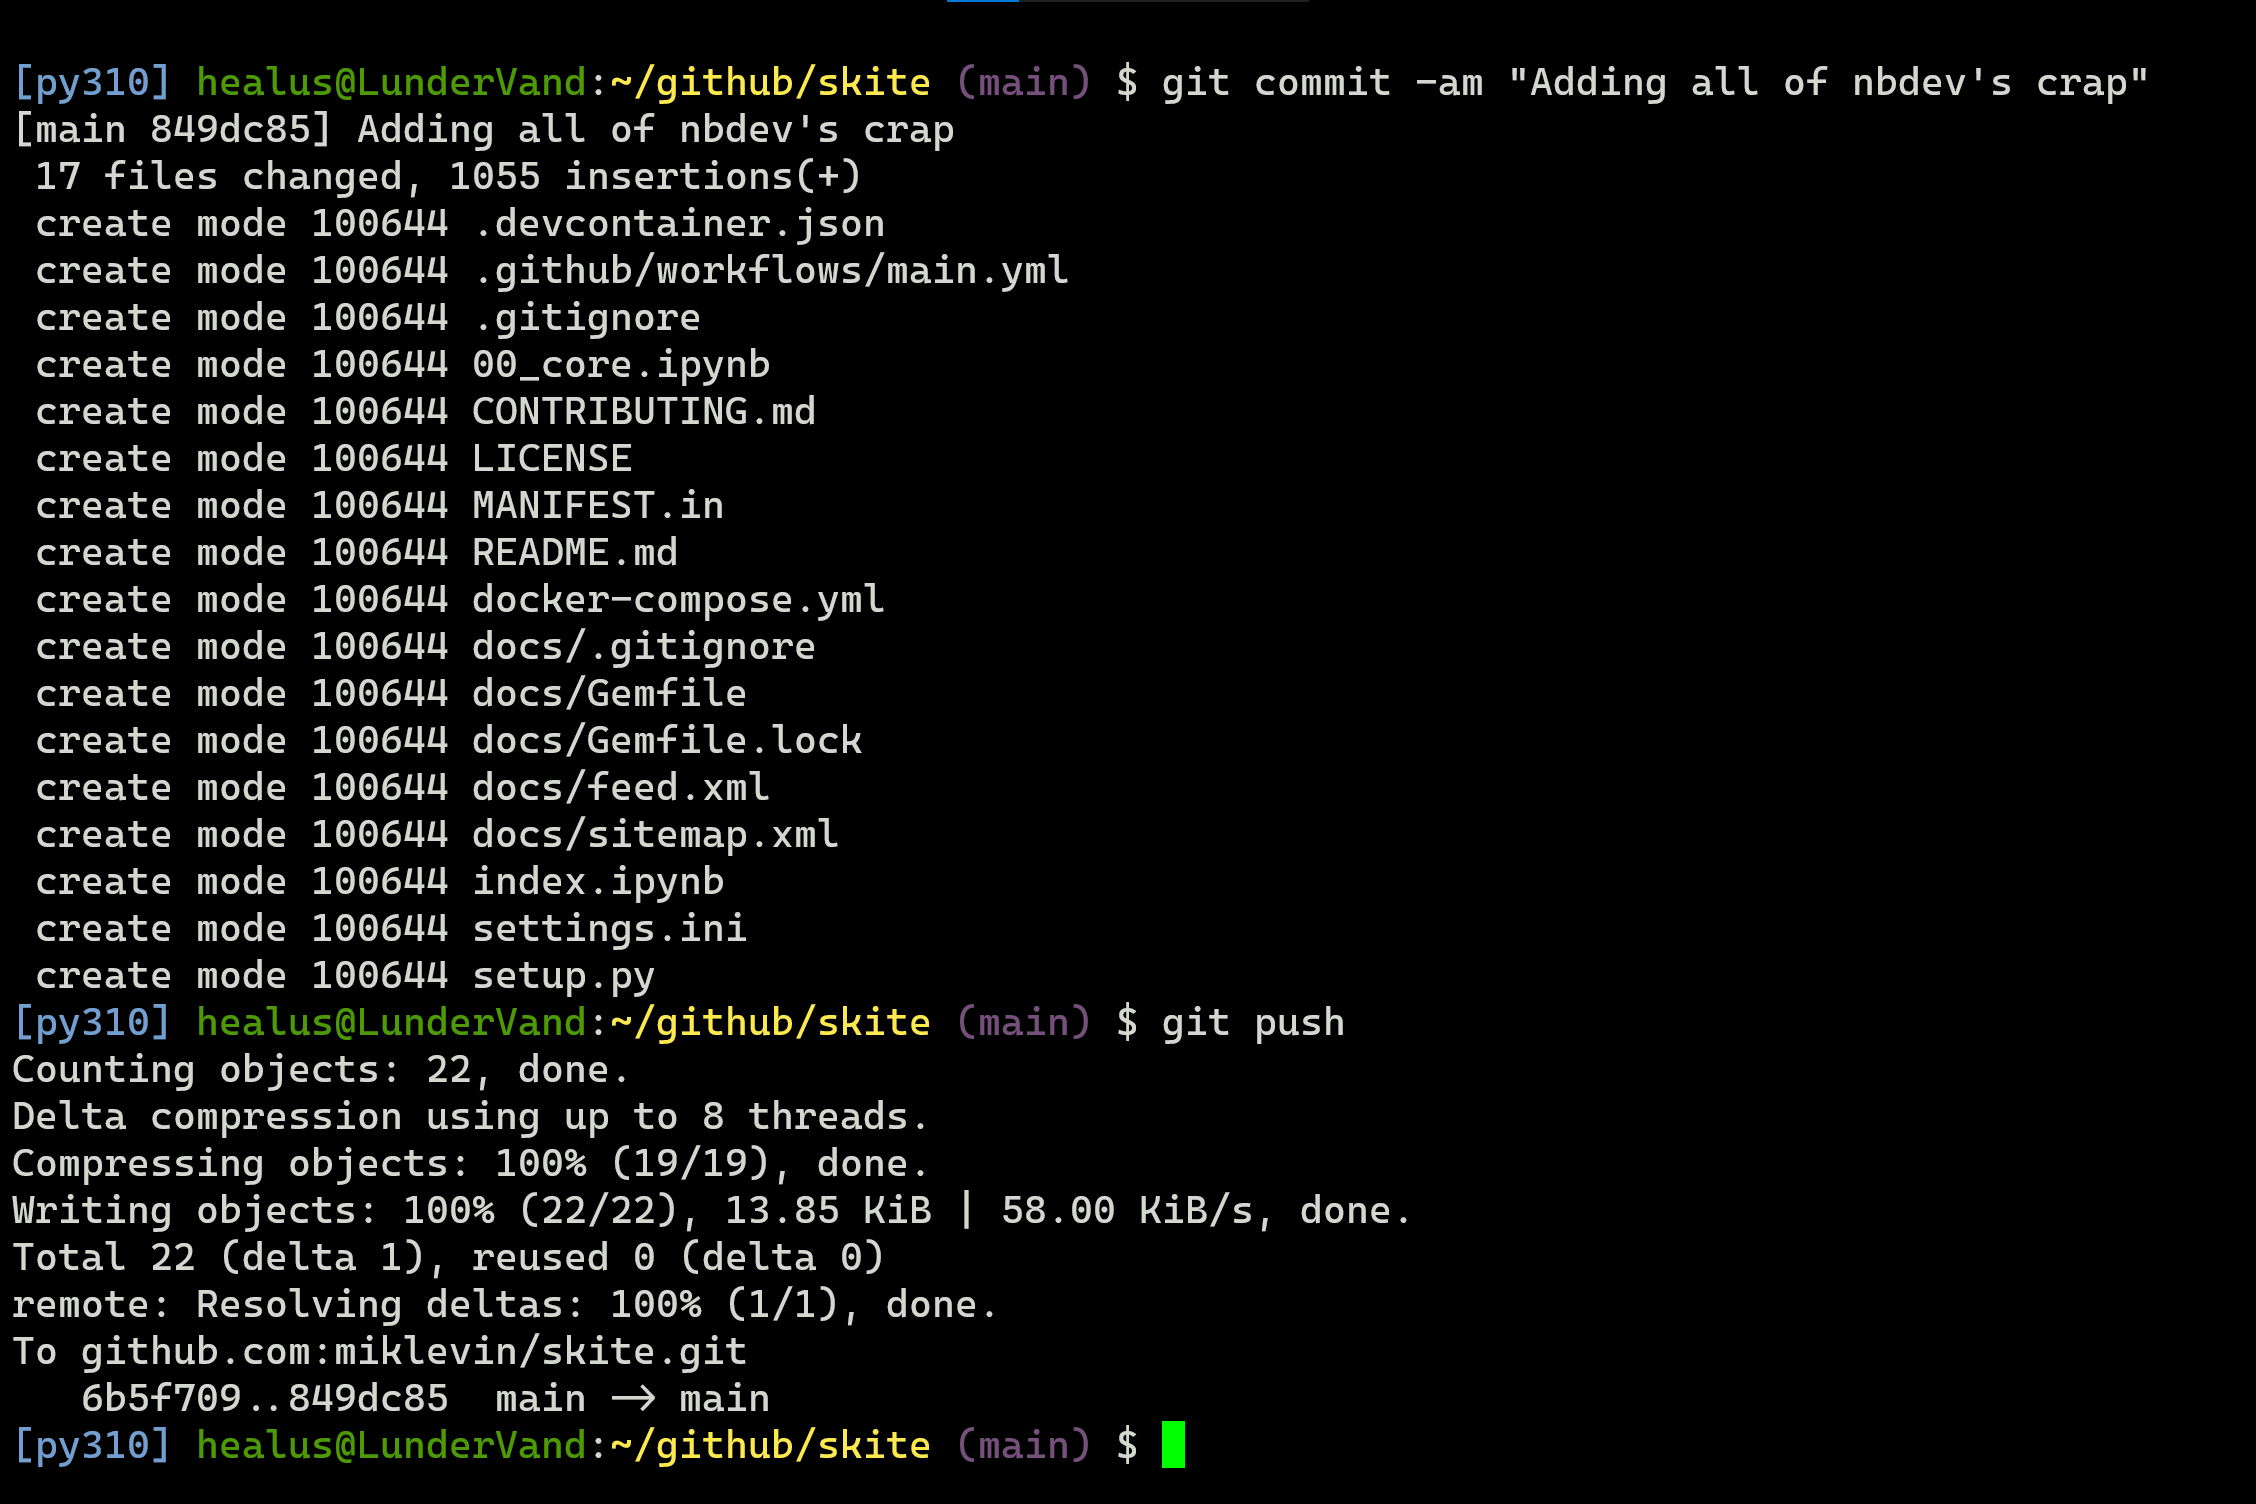 [py310] healus@LunderVand:~/github/skite (main) $ git commit -am "Adding all of nbdev's crap"
[main 849dc85] Adding all of nbdev's crap
 17 files changed, 1055 insertions(+)
 create mode 100644 .devcontainer.json
 create mode 100644 .github/workflows/main.yml
 create mode 100644 .gitignore
 create mode 100644 00_core.ipynb
 create mode 100644 CONTRIBUTING.md
 create mode 100644 LICENSE
 create mode 100644 MANIFEST.in
 create mode 100644 README.md
 create mode 100644 docker-compose.yml
 create mode 100644 docs/.gitignore
 create mode 100644 docs/Gemfile
 create mode 100644 docs/Gemfile.lock
 create mode 100644 docs/feed.xml
 create mode 100644 docs/sitemap.xml
 create mode 100644 index.ipynb
 create mode 100644 settings.ini
 create mode 100644 setup.py
[py310] healus@LunderVand:~/github/skite (main) $ git push
Counting objects: 22, done.
Delta compression using up to 8 threads.
Compressing objects: 100% (19/19), done.
Writing objects: 100% (22/22), 13.85 KiB | 58.00 KiB/s, done.
Total 22 (delta 1), reused 0 (delta 0)
remote: Resolving deltas: 100% (1/1), done.
To github.com:miklevin/skite.git
   6b5f709..849dc85  main -> main
[py310] healus@LunderVand:~/github/skite (main) $